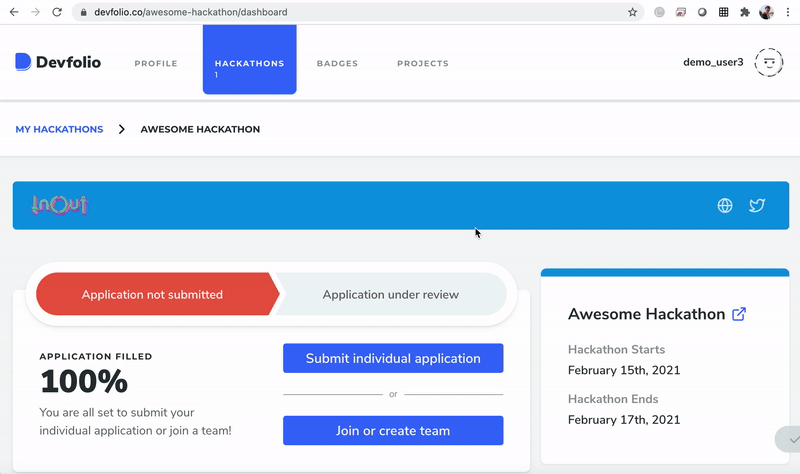 devfolio.co/awesome-hackathon/dashboard
Devfolio
PROFILE
HACKATHONS
1
BADGES
PROJECTS
demo_user3
MY HACKATHONS
AWESOME HACKATHON
InOut
Application not submitted
Application under review
APPLICATION FILLED
100%
You are all set to submit your
individual application or join a team!
Submit individual application
or
Join or create team
Awesome Hackathon
Hackathon Starts
February 15th, 2021
Hackathon Ends
February 17th, 2021